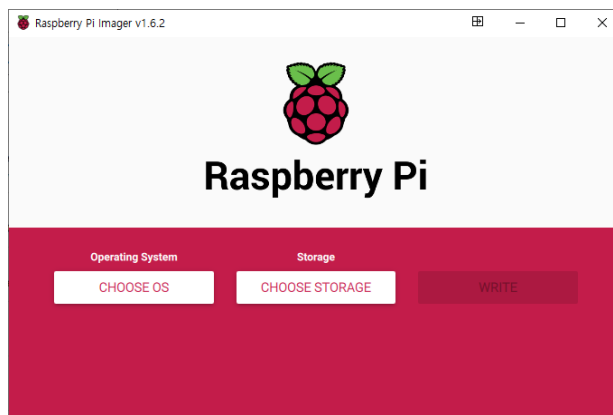 Raspberry Pi Imager v1.6.2
Raspberry Pi
Operating System
Storage
CHOOSE OS
CHOOSE STORAGE
WRITE